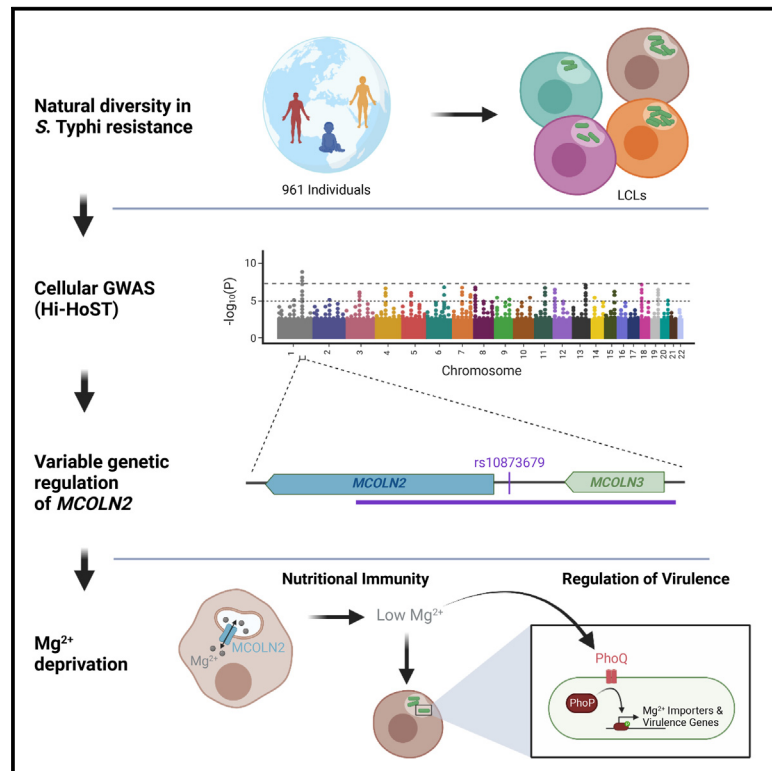 Natural diversity in
S. Typhi resistance
961 Individuals
LCLs
Cellular GWAS
(Hi-HoST)
-log₁₀(P)
10
5
0
1
2
3
4
5
6
7
8
9
10
11
12
13
14
15
16
17
18
19
20
21
22
Chromosome
Variable genetic
regulation
of MCOLN2
rs10873679
MCOLN2
MCOLN3
Nutritional Immunity
Regulation of Virulence
Mg²⁺
deprivation
MCOLN2
Mg²⁺
Low Mg²⁺
PhoQ
PhoP
Mg²⁺ Importers &
Virulence Genes